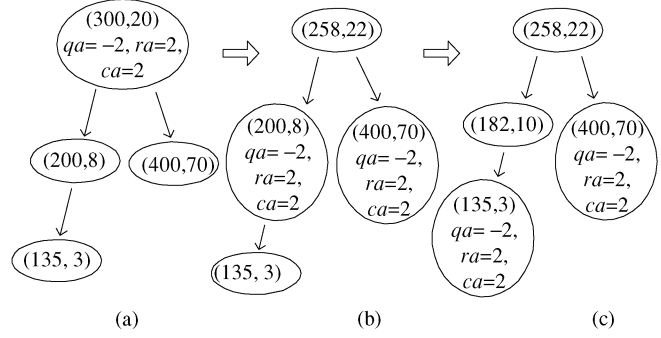 (300,20)
qa= −2, ra=2,
ca=2
(200,8)
(400,70)
(135, 3)
(a)
(258,22)
(200,8)
qa= −2,
ra=2,
ca=2
(400,70)
qa= −2,
ra=2,
ca=2
(135, 3)
(b)
(258,22)
(182,10)
(400,70)
qa= −2,
ra=2,
ca=2
(135,3)
qa= −2,
ra=2,
ca=2
(c)